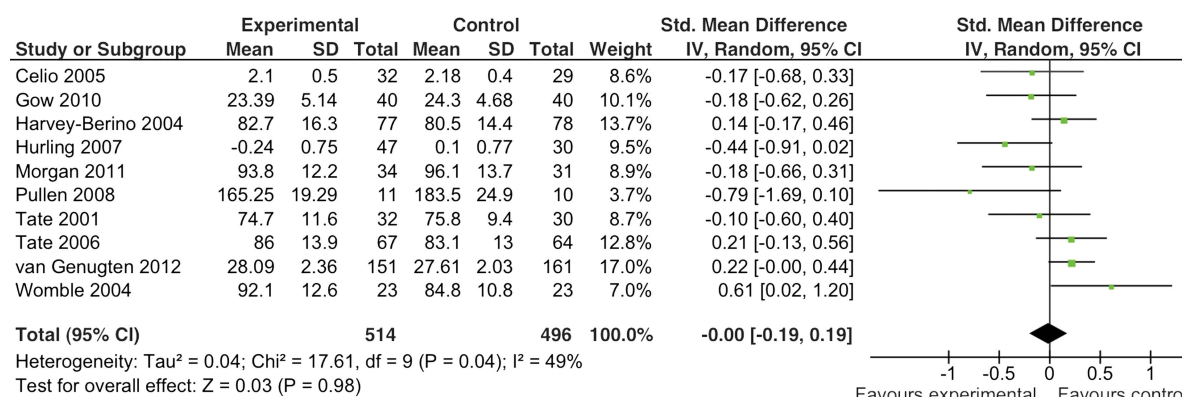 Experimental Control Std. Mean Difference Std. Mean Difference
Study or Subgroup Mean SD Total Mean SD Total Weight IV, Random, 95% CI IV, Random, 95% CI
Celio 2005 2.1 0.5 32 2.18 0.4 29 8.6% -0.17 [-0.68, 0.33]
Gow 2010 23.39 5.14 40 24.3 4.68 40 10.1% -0.18 [-0.62, 0.26]
Harvey-Berino 2004 82.7 16.3 77 80.5 14.4 78 13.7% 0.14 [-0.17, 0.46]
Hurling 2007 -0.24 0.75 47 0.1 0.77 30 9.5% -0.44 [-0.91, 0.02]
Morgan 2011 93.8 12.2 34 96.1 13.7 31 8.9% -0.18 [-0.66, 0.31]
Pullen 2008 165.25 19.29 11 183.5 24.9 10 3.7% -0.79 [-1.69, 0.10]
Tate 2001 74.7 11.6 32 75.8 9.4 30 8.7% -0.10 [-0.60, 0.40]
Tate 2006 86 13.9 67 83.1 13 64 12.8% 0.21 [-0.13, 0.56]
van Genugten 2012 28.09 2.36 151 27.61 2.03 161 17.0% 0.22 [-0.00, 0.44]
Womble 2004 92.1 12.6 23 84.8 10.8 23 7.0% 0.61 [0.02, 1.20]
Total (95% CI) 514 496 100.0% -0.00 [-0.19, 0.19]
Heterogeneity: Tau² = 0.04; Chi² = 17.61, df = 9 (P = 0.04); I² = 49%
Test for overall effect: Z = 0.03 (P = 0.98)
-1 -0.5 0 0.5 1
Favours experimental Favours contro